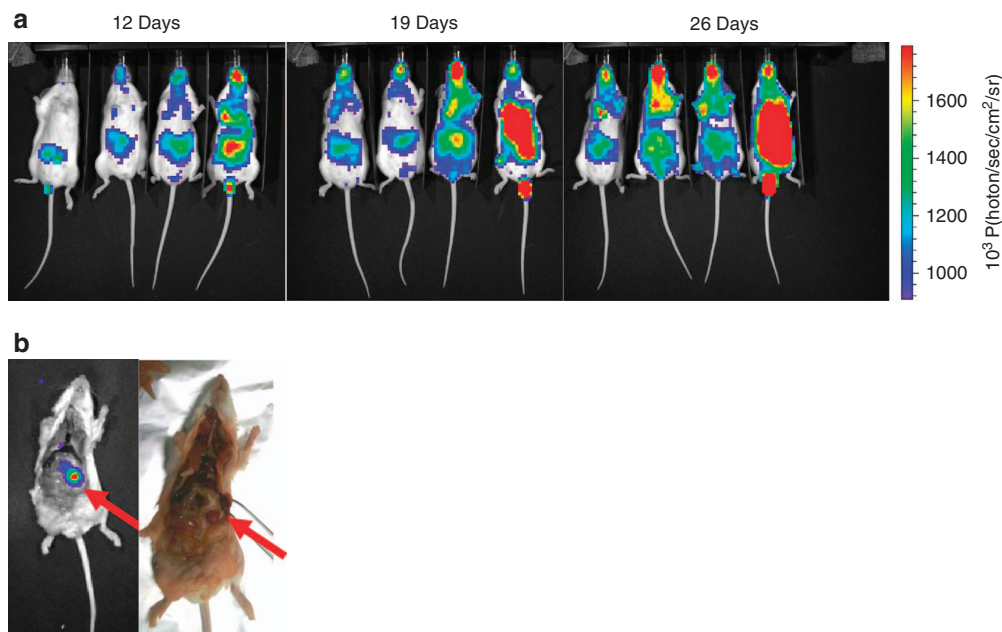 a
12 Days
19 Days
26 Days
1600
1400
1200
1000
10³ P(hoton/sec/cm²/sr)
b